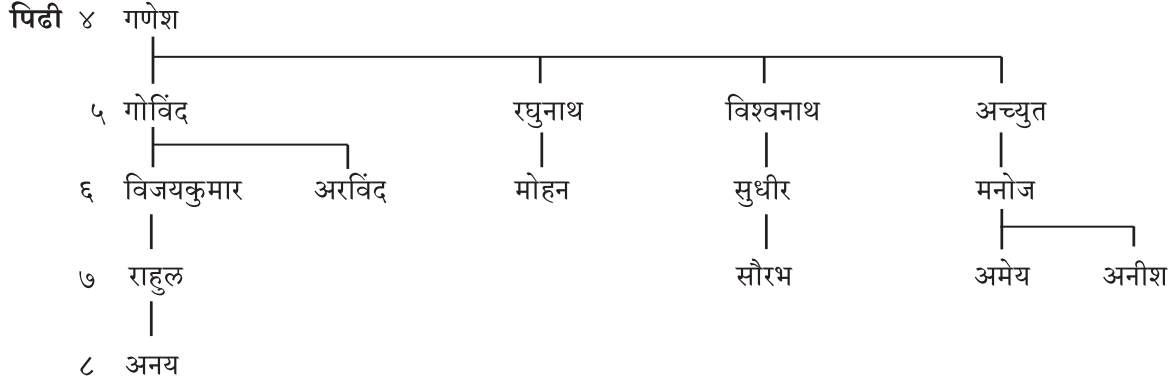 पिढी ४ गणेश
५ गोविंद रघुनाथ विश्वनाथ अच्युत
६ विजयकुमार अरविंद मोहन सुधीर मनोज
७ राहुल सौरभ अमेय अनीश
८ अनय